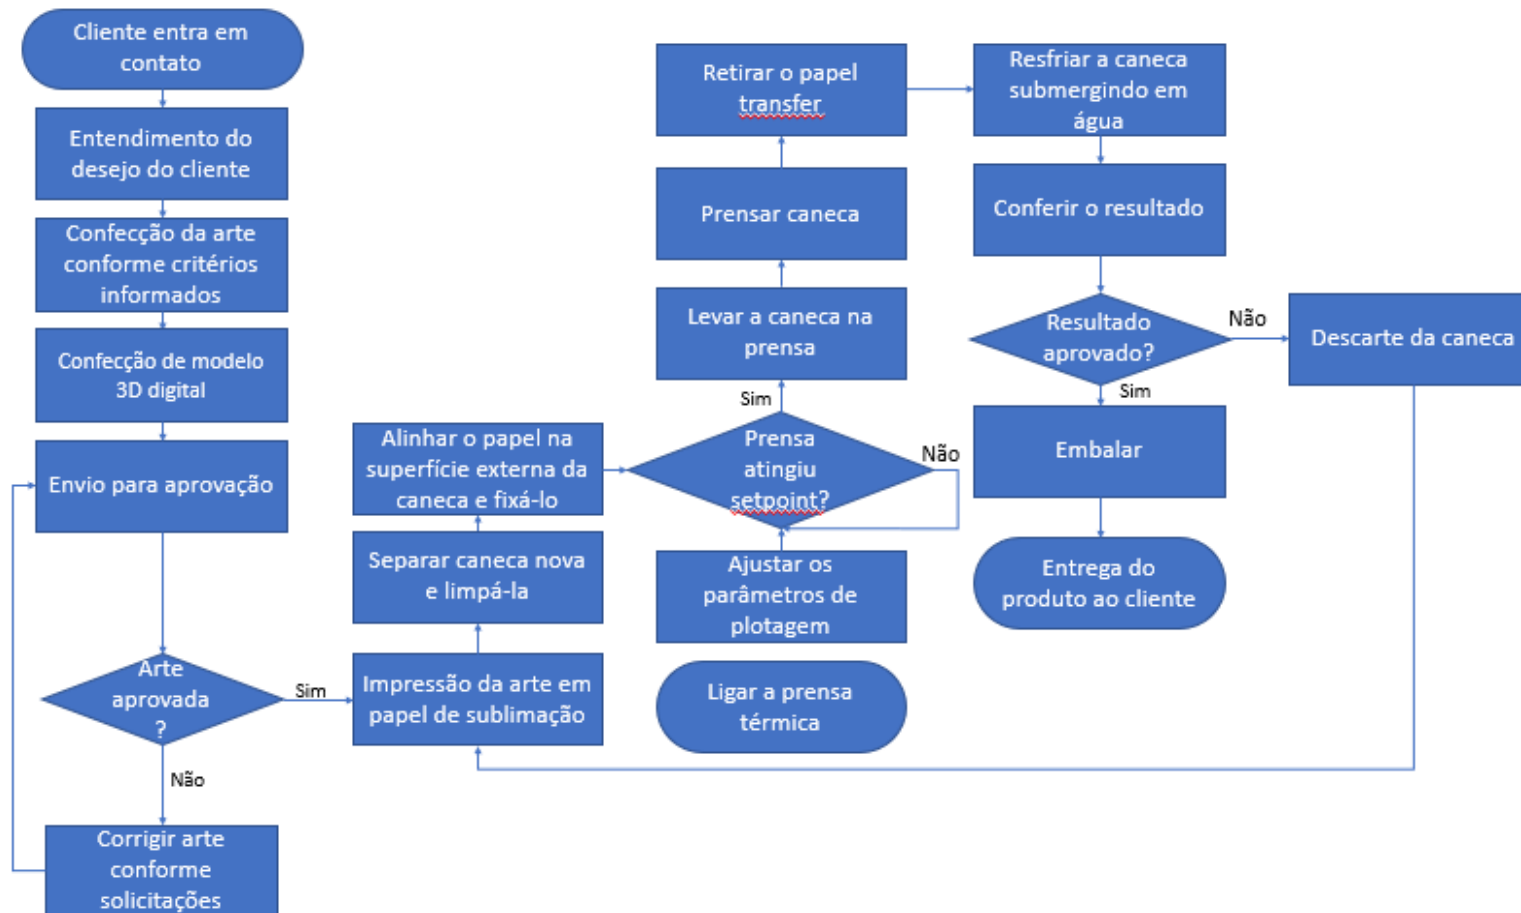 Cliente entra em
contato
Entendimento do
desejo do cliente
Confecção da arte
conforme critérios
informados
Confecção de modelo
3D digital
Envio para aprovação
Arte
aprovada
?
Sim
Não
Corrigir arte
conforme
solicitações
Impressão da arte em
papel de sublimação
Separar caneca nova
e limpá-la
Alinhar o papel na
superfície externa da
caneca e fixá-lo
Ligar a prensa
térmica
Ajustar os
parâmetros de
plotagem
Prensa
atingiu
setpoint?
Não
Sim
Levar a caneca na
prensa
Prensar caneca
Retirar o papel
transfer
Resfriar a caneca
submergindo em
água
Conferir o resultado
Resultado
aprovado?
Não
Descarte da caneca
Sim
Embalar
Entrega do
produto ao cliente